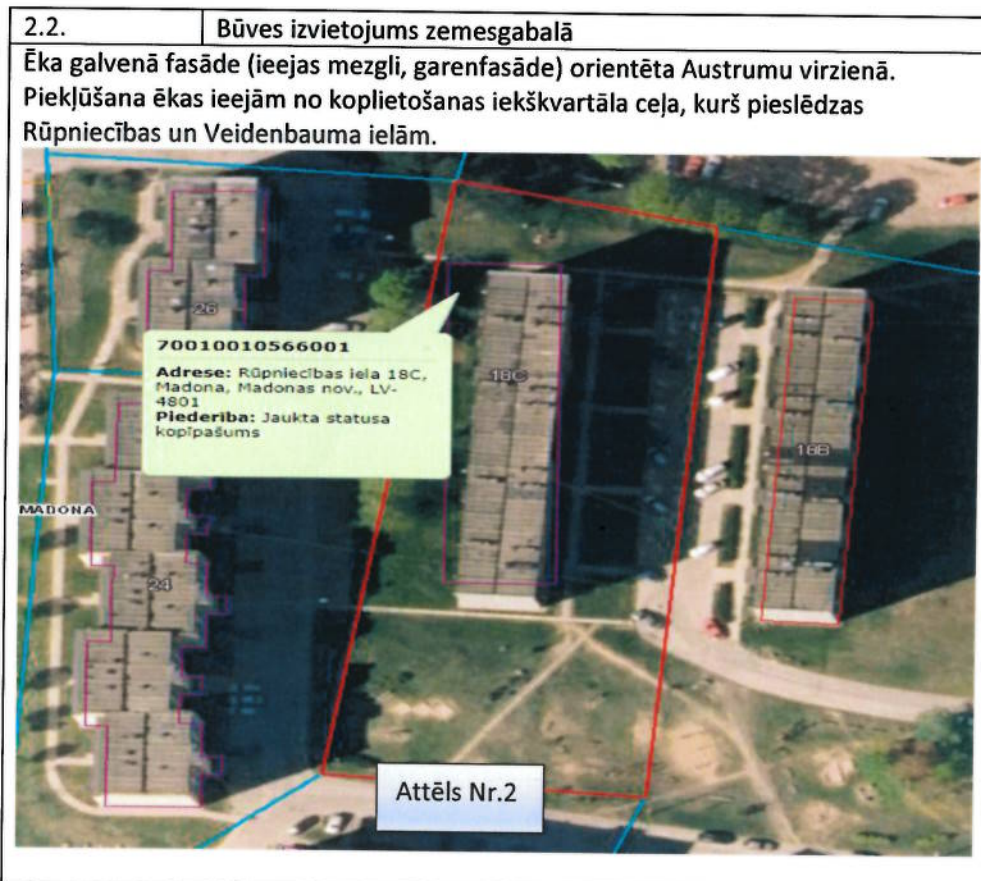 2.2. Būves izvietojums zemesgabalā
Ēka galvenā fasāde (ieejas mezgli, garenfasāde) orientēta Austrumu virzienā.
Piekļūšana ēkas ieejām no koplietošanas iekškvartāla ceļa, kurš pieslēdzas
Rūpniecības un Veidenbauma ielām.
26
70010010566001
Adrese: Rūpniecības iela 18C,
Madona, Madonas nov., LV-
4801
Piederība: Jaukta statusa
kopīpašums
18C
18B
MADONA
24
Attēls Nr.2